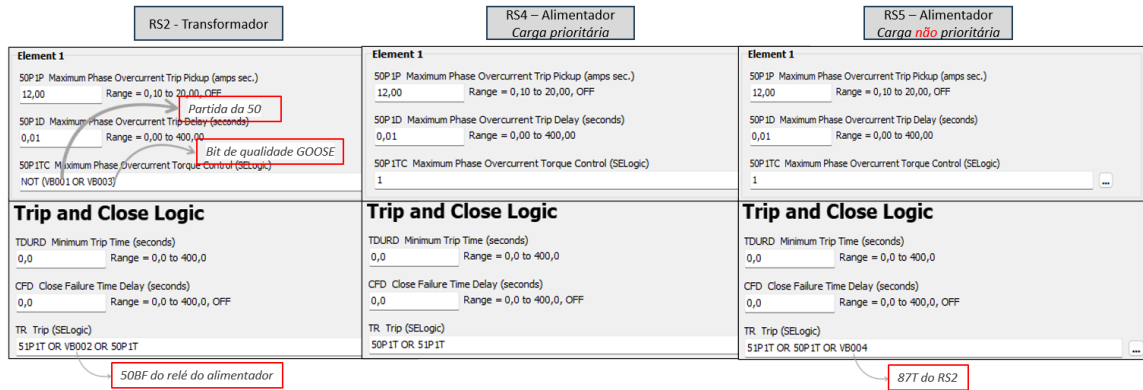 RS2 - Transformador
RS4 – Alimentador
Carga prioritária
RS5 – Alimentador
Carga não prioritária
Element 1
50P1P Maximum Phase Overcurrent Trip Pickup (amps sec.)
12,00 Range = 0,10 to 20,00, OFF
Partida da 50
50P1D Maximum Phase Overcurrent Trip Delay (seconds)
0,01 Range = 0,00 to 400,00
Bit de qualidade GOOSE
50P1TC Maximum Phase Overcurrent Torque Control (SELogic)
NOT (VB001 OR VB003)
Element 1
50P1P Maximum Phase Overcurrent Trip Pickup (amps sec.)
12,00 Range = 0,10 to 20,00, OFF
50P1D Maximum Phase Overcurrent Trip Delay (seconds)
0,01 Range = 0,00 to 400,00
50P1TC Maximum Phase Overcurrent Torque Control (SELogic)
1
Element 1
50P1P Maximum Phase Overcurrent Trip Pickup (amps sec.)
12,00 Range = 0,10 to 20,00, OFF
50P1D Maximum Phase Overcurrent Trip Delay (seconds)
0,01 Range = 0,00 to 400,00
50P1TC Maximum Phase Overcurrent Torque Control (SELogic)
1 ...
Trip and Close Logic
TDURD Minimum Trip Time (seconds)
0,0 Range = 0,0 to 400,0
CFD Close Failure Time Delay (seconds)
0,0 Range = 0,0 to 400,0, OFF
TR Trip (SELogic)
51P1T OR VB002 OR 50P1T
50BF do relé do alimentador
Trip and Close Logic
TDURD Minimum Trip Time (seconds)
0,0 Range = 0,0 to 400,0
CFD Close Failure Time Delay (seconds)
0,0 Range = 0,0 to 400,0, OFF
TR Trip (SELogic)
50P1T OR 51P1T
Trip and Close Logic
TDURD Minimum Trip Time (seconds)
0,0 Range = 0,0 to 400,0
CFD Close Failure Time Delay (seconds)
0,0 Range = 0,0 to 400,0, OFF
TR Trip (SELogic)
51P1T OR 50P1T OR VB004 ...
87T do RS2